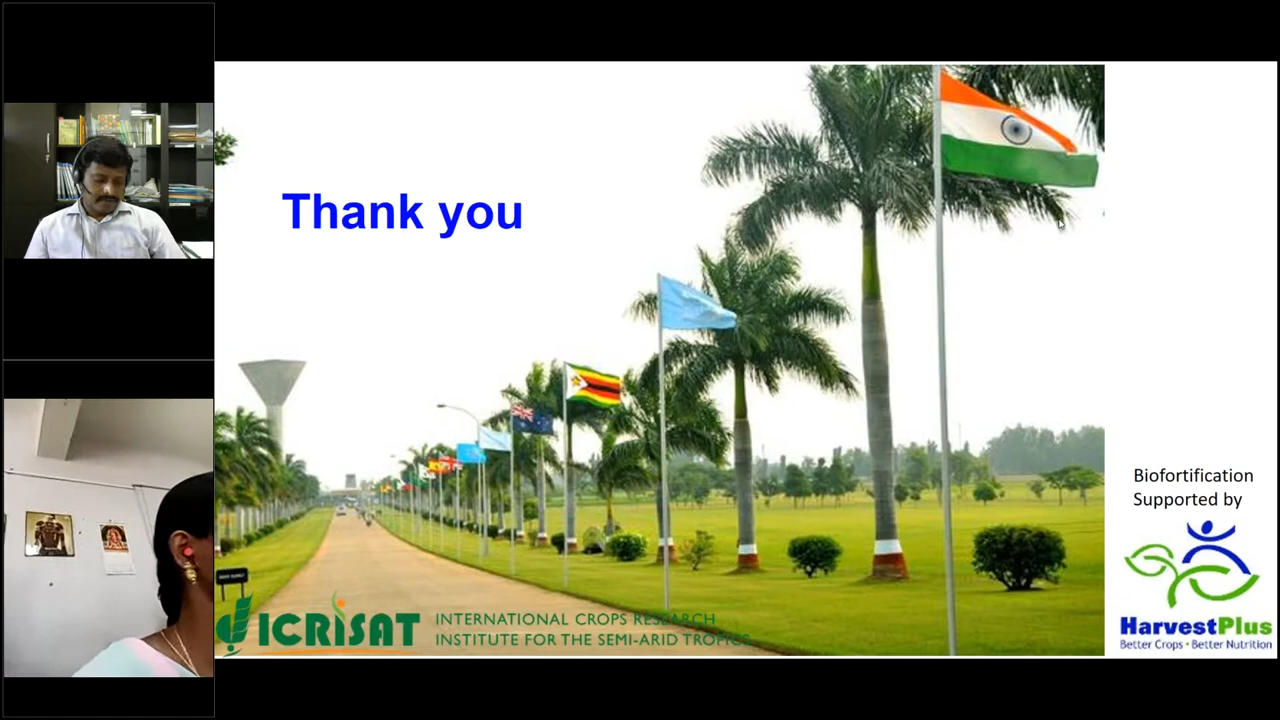 Thank you
Biofortification
Supported by
HarvestPlus
Better Crops • Better Nutrition
ICRISAT
INTERNATIONAL CROPS RESEARCH
INSTITUTE FOR THE SEMI-ARID TROPICS